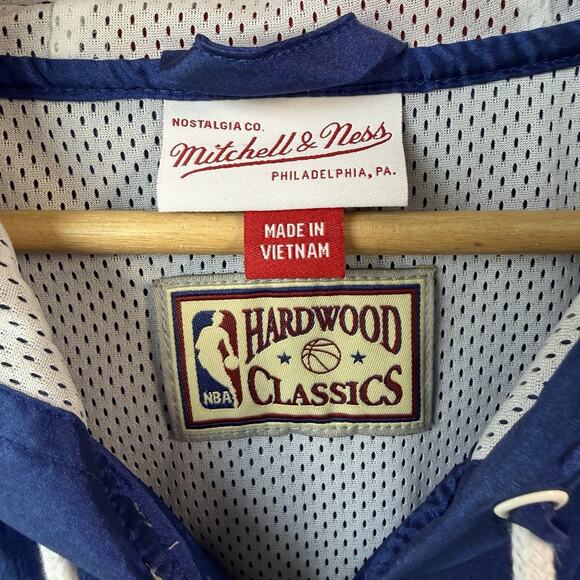 NOSTALGIA CO.
Mitchell & Ness
PHILADELPHIA, PA.
MADE IN
VIETNAM
HARDWOOD
NBA
CLASSICS